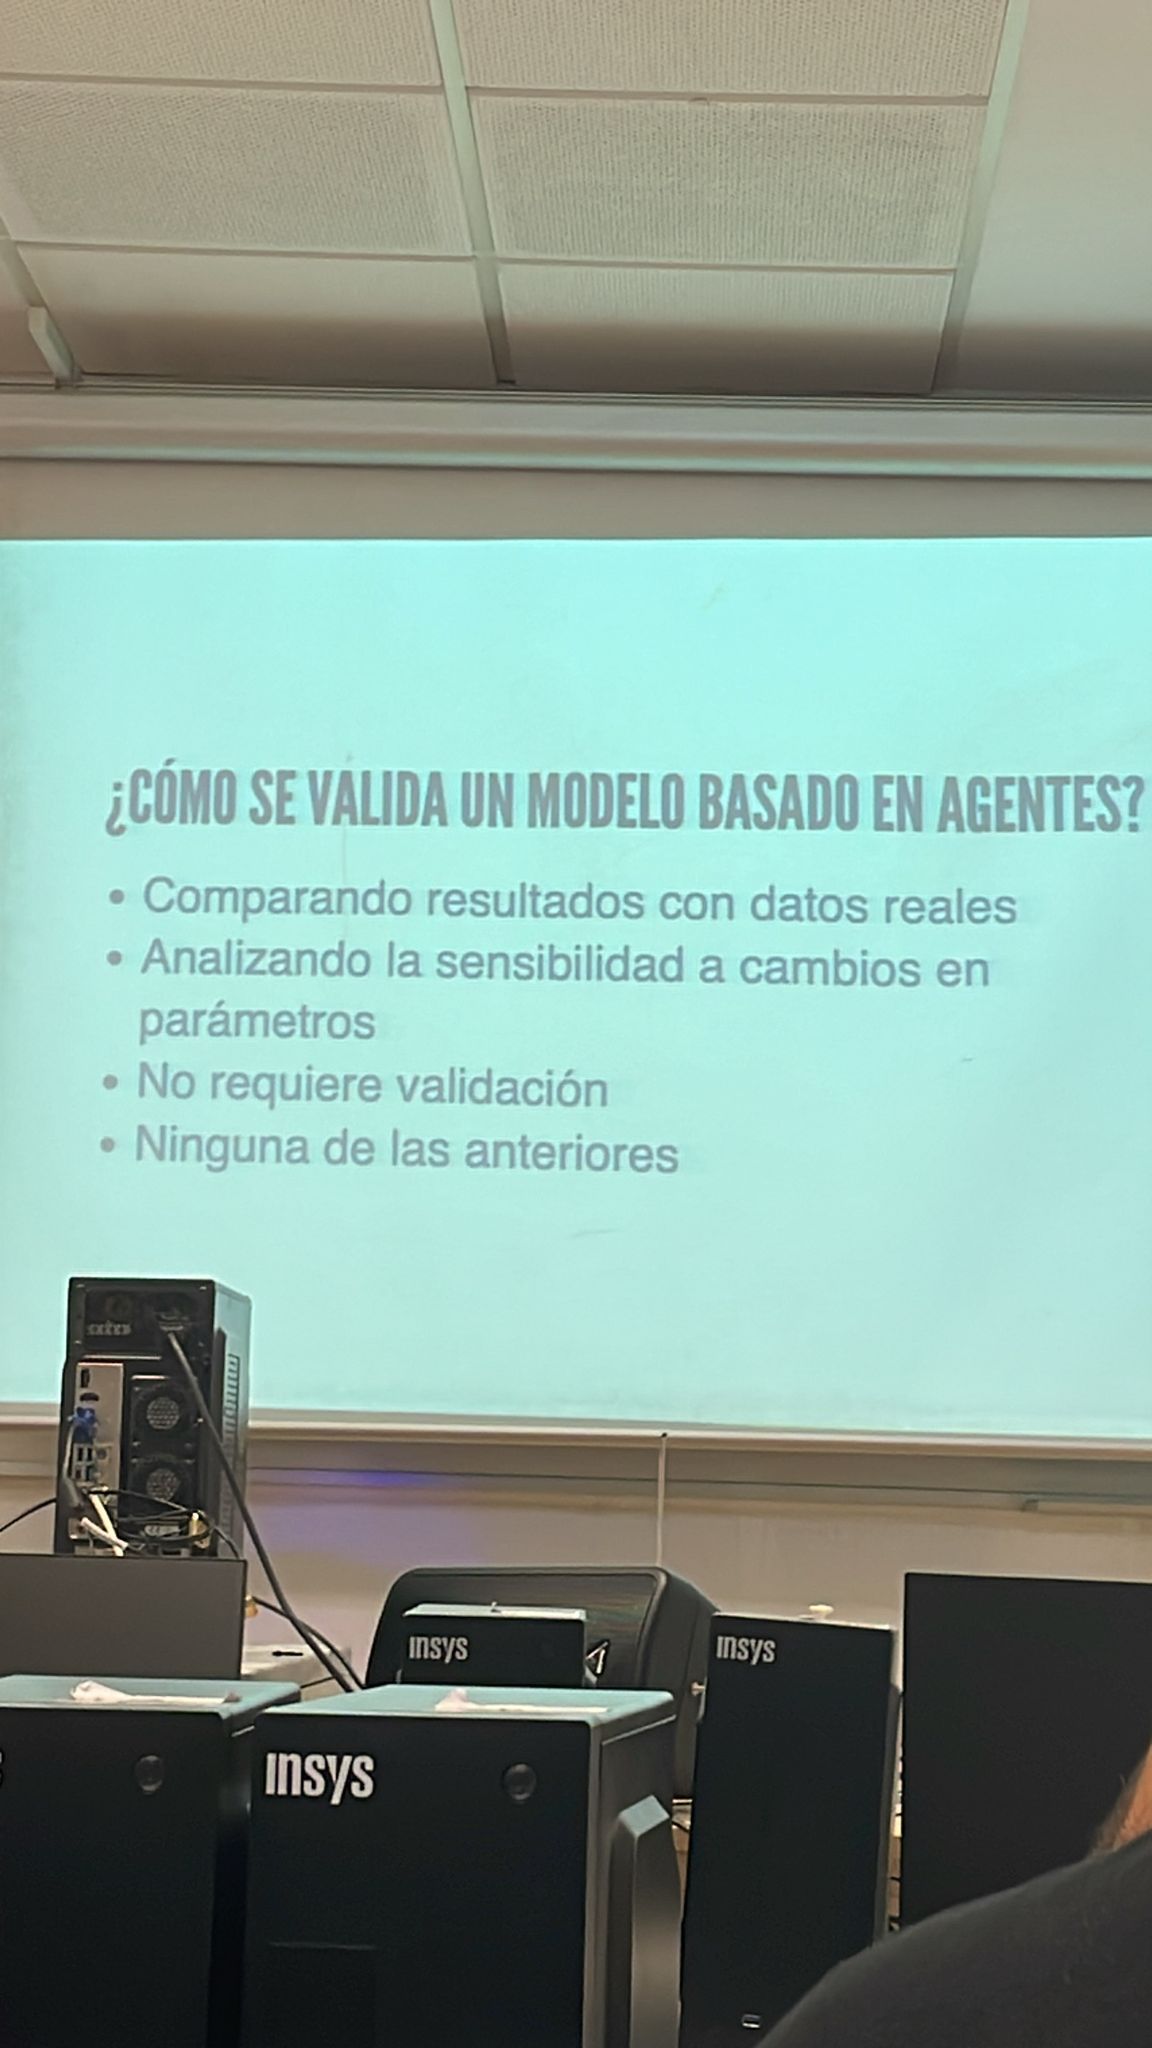 ¿CÓMO SE VALIDA UN MODELO BASADO EN AGENTES?
• Comparando resultados con datos reales
• Analizando la sensibilidad a cambios en
parámetros
• No requiere validación
• Ninguna de las anteriores
insys
insys
insys